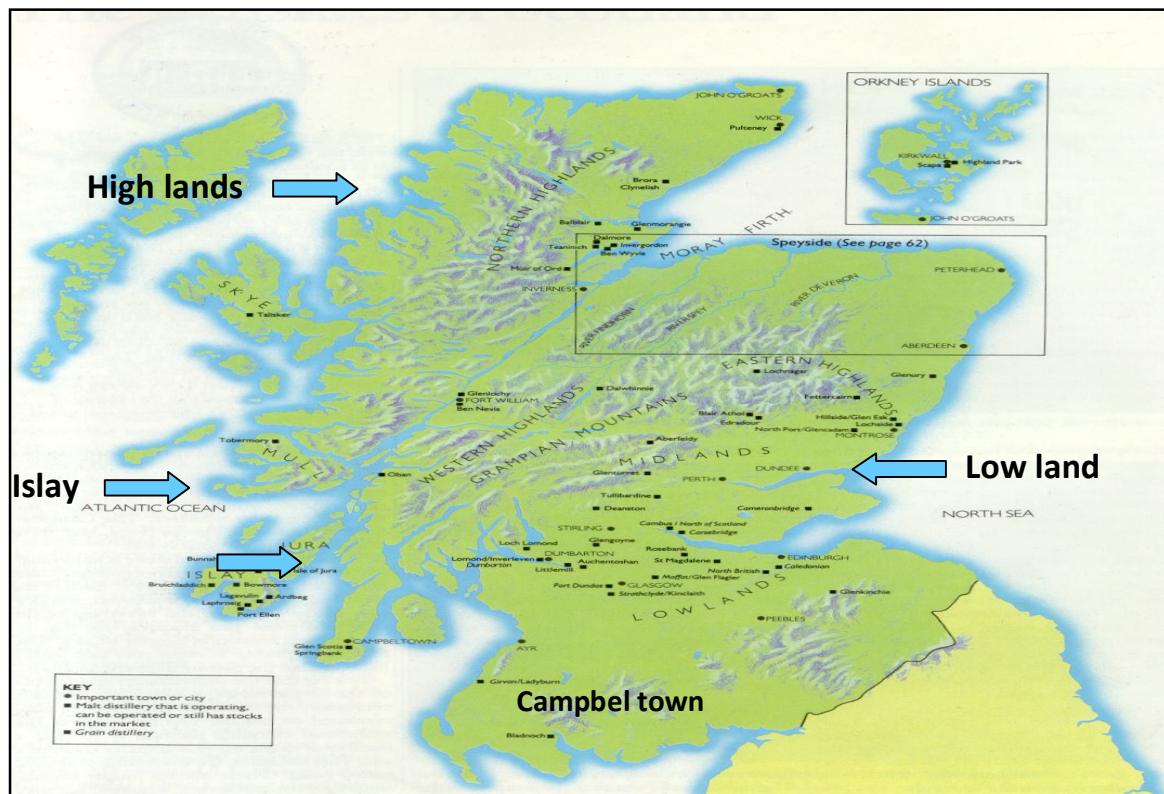 ORKNEY ISLANDS
JOHN O'GROATS
WICK
Pulteney
KIRKWALL
Scapa
Highland Park
JOHN O'GROATS
High lands
NORTHERN HIGHLANDS
Brora
Clynelish
Balblair
Glenmorangie
Dalmore
Invergordon
Teaninich
Ben Wyvis
MORAY FIRTH
Speyside (See page 62)
Muir of Ord
INVERNESS
PETERHEAD
SKYE
Talisker
RIVER FINDHORN
RIVER SPEY
RIVER DEVERON
ABERDEEN
EASTERN HIGHLANDS
Lochnagar
Glenury
Glenlochy
FORT WILLIAM
Ben Nevis
Dalwhinnie
Fettercairn
WESTERN HIGHLANDS
GRAMPIAN MOUNTAINS
Blair Athol
Edradour
Hillside/Glen Esk
Lochside
North Port/Glencadam
MONTROSE
Tobermory
MULL
Aberfeldy
MIDLANDS
Oban
Glenturret
DUNDEE
PERTH
Low land
Islay
ATLANTIC OCEAN
Tullibardine
Deanston
Cameronbridge
NORTH SEA
STIRLING
Cambus / North of Scotland
Carsebridge
Loch Lomond
Glengoyne
Rosebank
JURA
Bunnah
Isle of Jura
Lomond/Inverleven
DUMBARTON
Dumbarton
Auchentoshan
Littlemill
St Magdalene
EDINBURGH
Caledonian
North British
ISLAY
Bruichladdich
Bowmore
Lagavulin
Ardbeg
Laphroaig
Port Ellen
Port Dundas
GLASGOW
Moffat/Glen Flagler
Strathclyde/Kinclaith
LOWLANDS
Glenkinchie
PEEBLES
CAMPBELTOWN
Glen Scotia
Springbank
AYR
Girvan/Ladyburn
Campbel town
Bladnoch
KEY
Important town or city
Malt distillery that is operating,
can be operated or still has stocks
in the market
Grain distillery